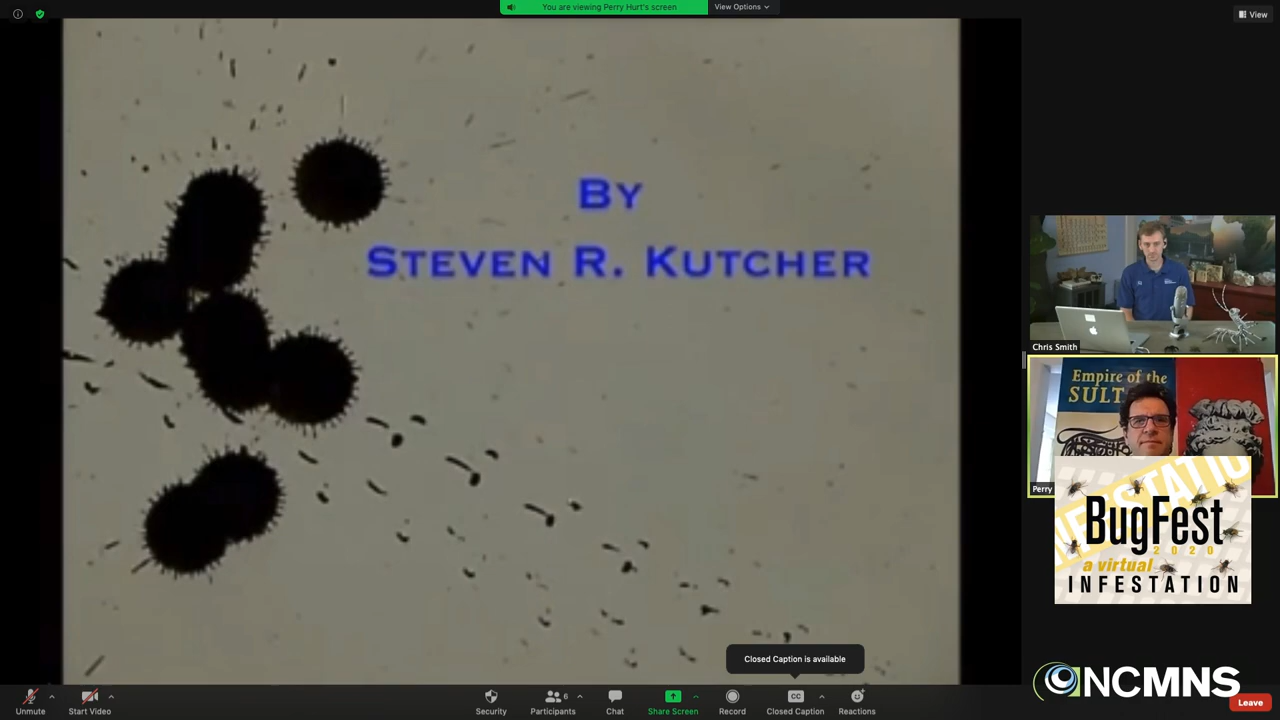 You are viewing Perry Hurt's screen
View Options
View
By
Steven R. Kutcher
Chris Smith
Empire of the
SULT
Perry
INFESTATIO
BugFest
2020
a virtual
INFESTATION
Closed Caption is available
NCMNS
Unmute
Start Video
Security
6
Participants
Chat
Share Screen
Record
CC
Closed Caption
Reactions
Leave